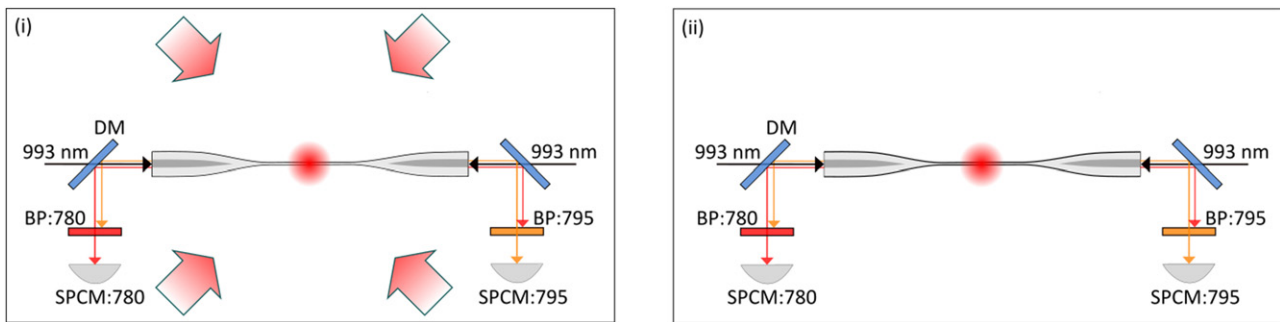 (i)
DM
993 nm
993 nm
BP:780
BP:795
SPCM:780
SPCM:795
(ii)
DM
993 nm
993 nm
BP:780
BP:795
SPCM:780
SPCM:795